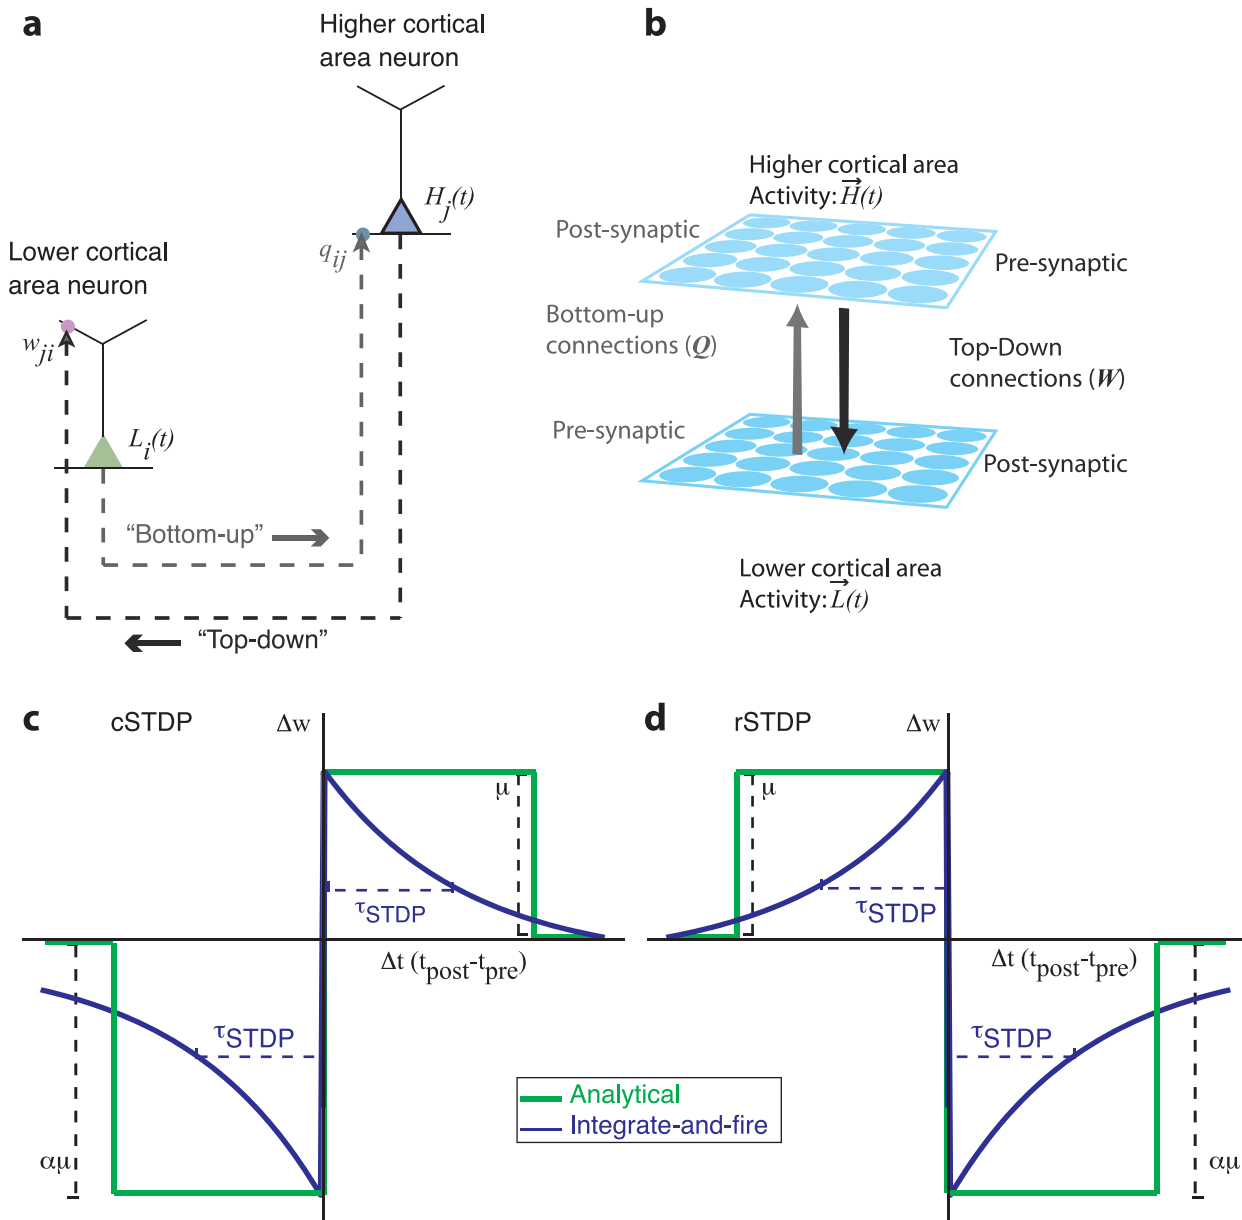 a
Higher cortical
area neuron
H_j(t)
q_ij
Lower cortical
area neuron
w_ji
L_i(t)
“Bottom-up”
“Top-down”
b
Higher cortical area
Activity: H(t)
Post-synaptic
Pre-synaptic
Bottom-up
connections (Q)
Top-Down
connections (W)
Pre-synaptic
Post-synaptic
Lower cortical area
Activity: L(t)
c
cSTDP
Δw
μ
τSTDP
Δt (tpost-tpre)
τSTDP
αμ
d
rSTDP
Δw
μ
τSTDP
Δt (tpost-tpre)
τSTDP
αμ
Analytical
Integrate-and-fire